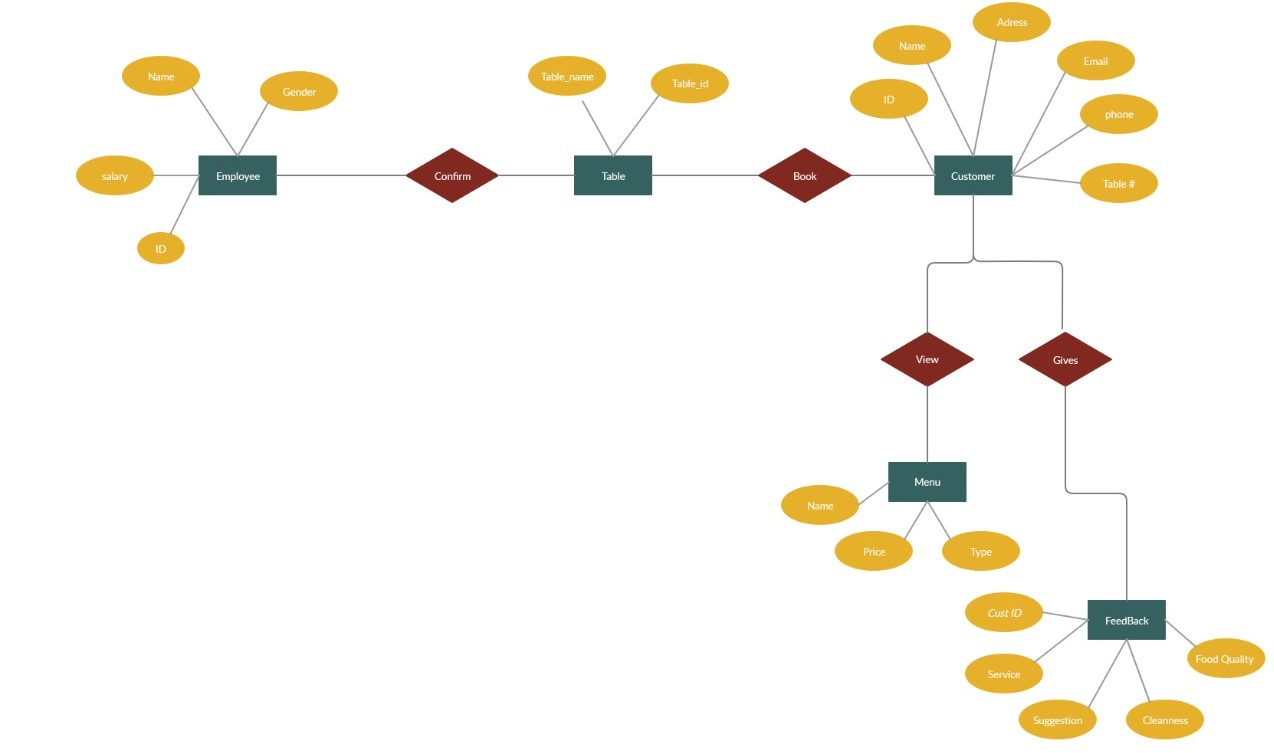 Adress
Name
Email
Name
Gender
Table_name
Table_id
ID
phone
salary
Employee
Confirm
Table
Book
Customer
Table #
ID
View
Gives
Menu
Name
Price
Type
Cust ID
FeedBack
Food Quality
Service
Suggestion
Cleanness